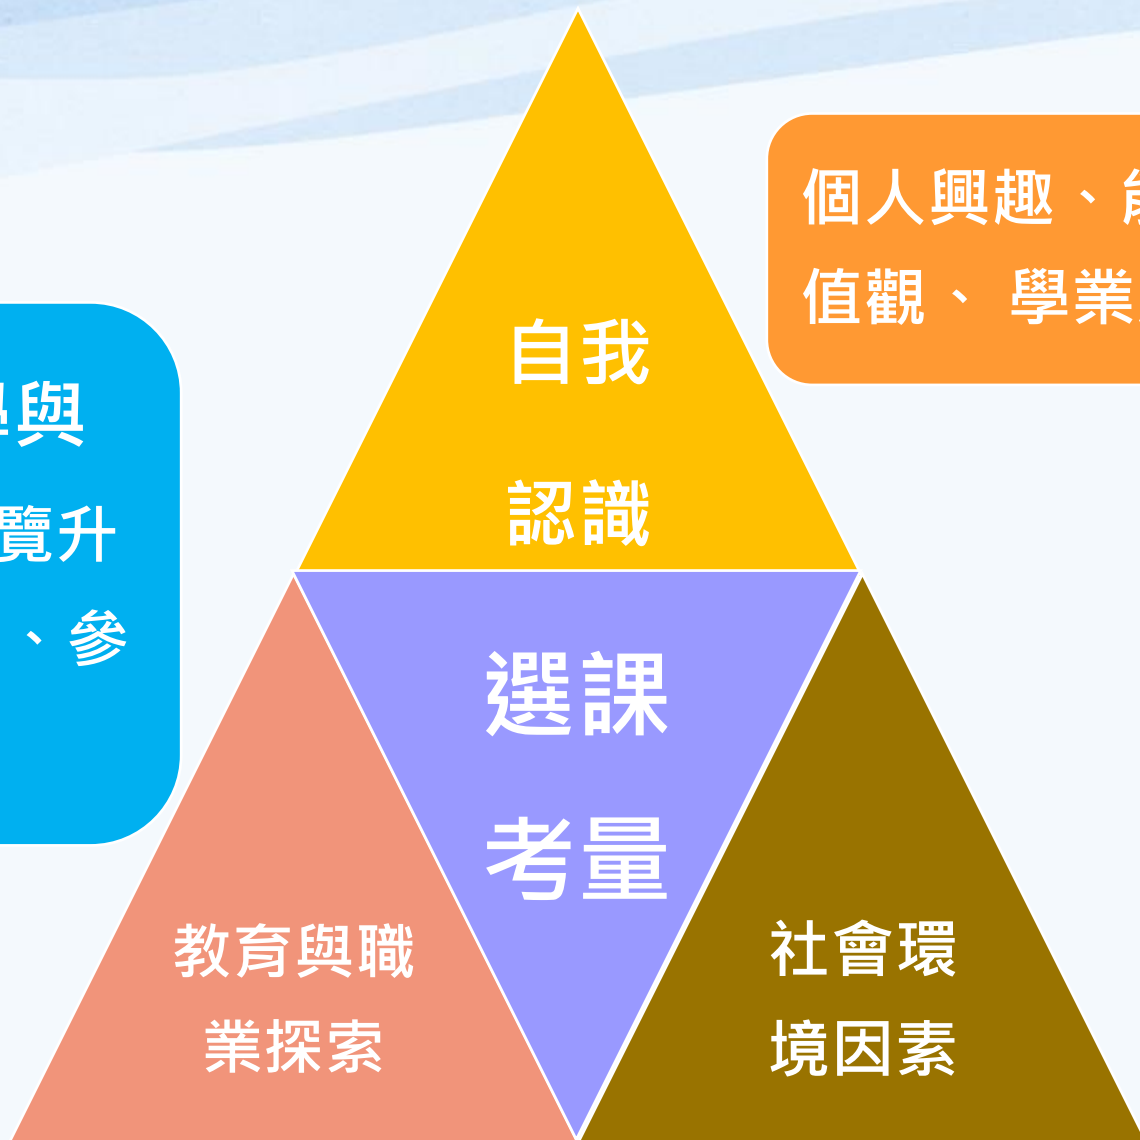 個人興趣、
值觀、 學業
自我
認識
與
覽升
、參
選課
考量
教育與職
業探索
社會環
境因素